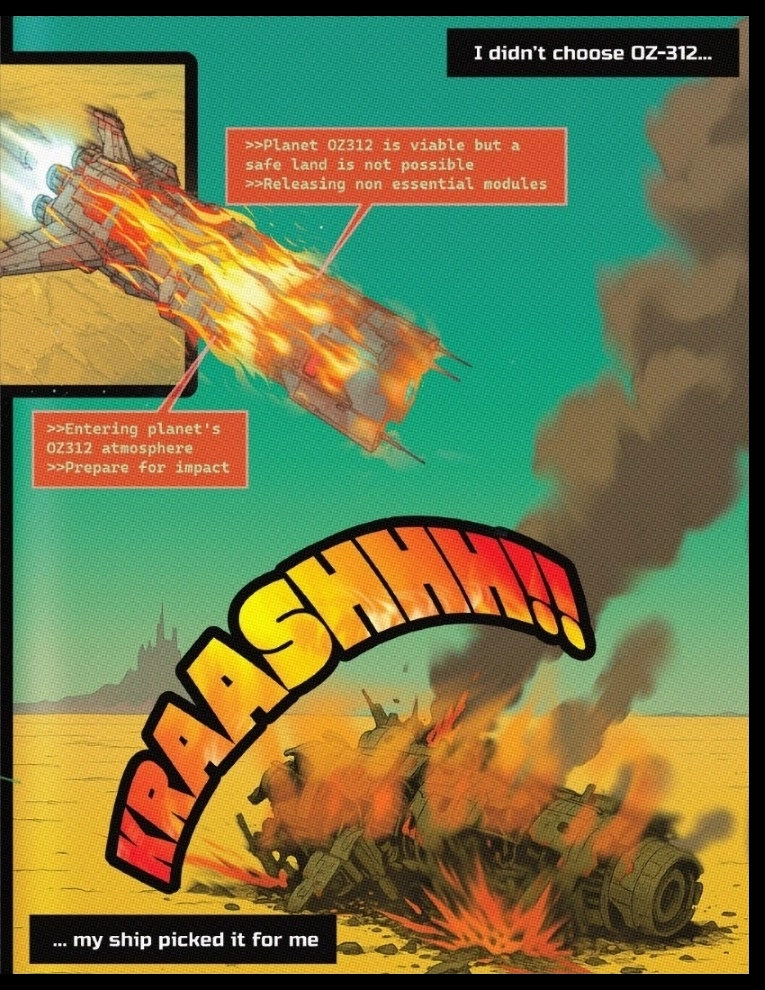 I didn't choose OZ-312...
>>Planet OZ312 is viable but a
safe land is not possible
>>Releasing non essential modules
>>Entering planet's
OZ312 atmosphere
>>Prepare for impact
KRAASHHH!!
... my ship picked it for me